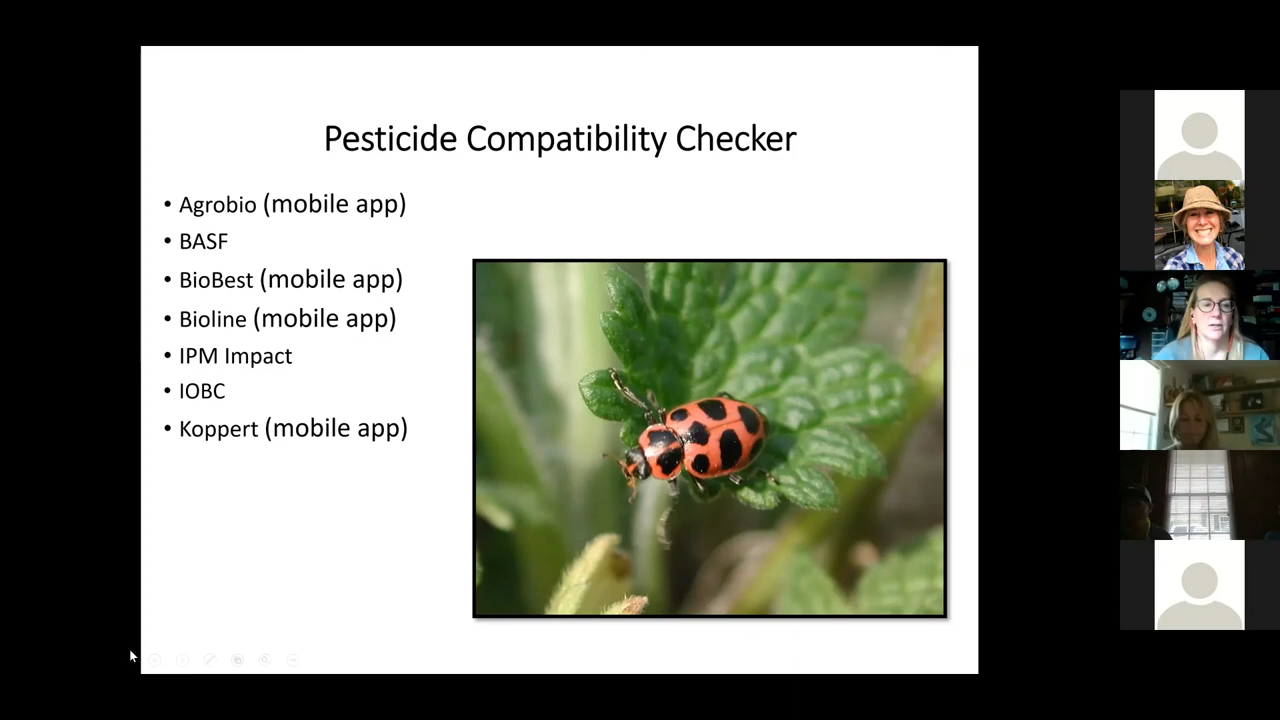 Pesticide Compatibility Checker
• Agrobio (mobile app)
• BASF
• BioBest (mobile app)
• Bioline (mobile app)
• IPM Impact
• IOBC
• Koppert (mobile app)